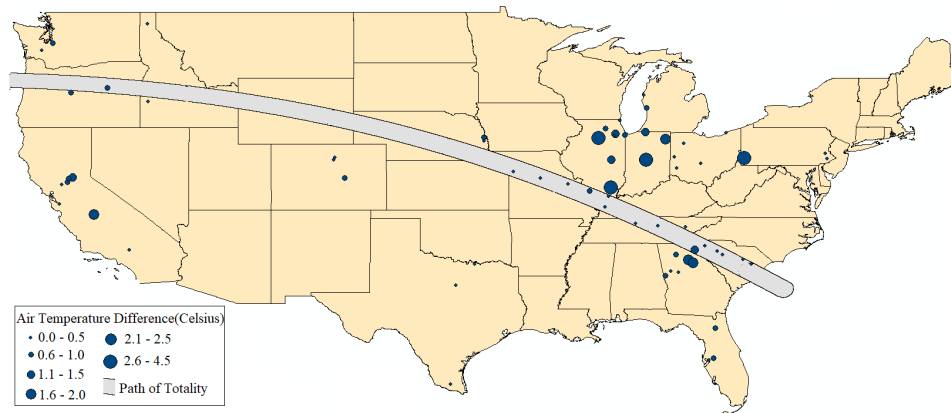 Air Temperature Difference(Celsius)
0.0 - 0.5
0.6 - 1.0
1.1 - 1.5
1.6 - 2.0
2.1 - 2.5
2.6 - 4.5
Path of Totality